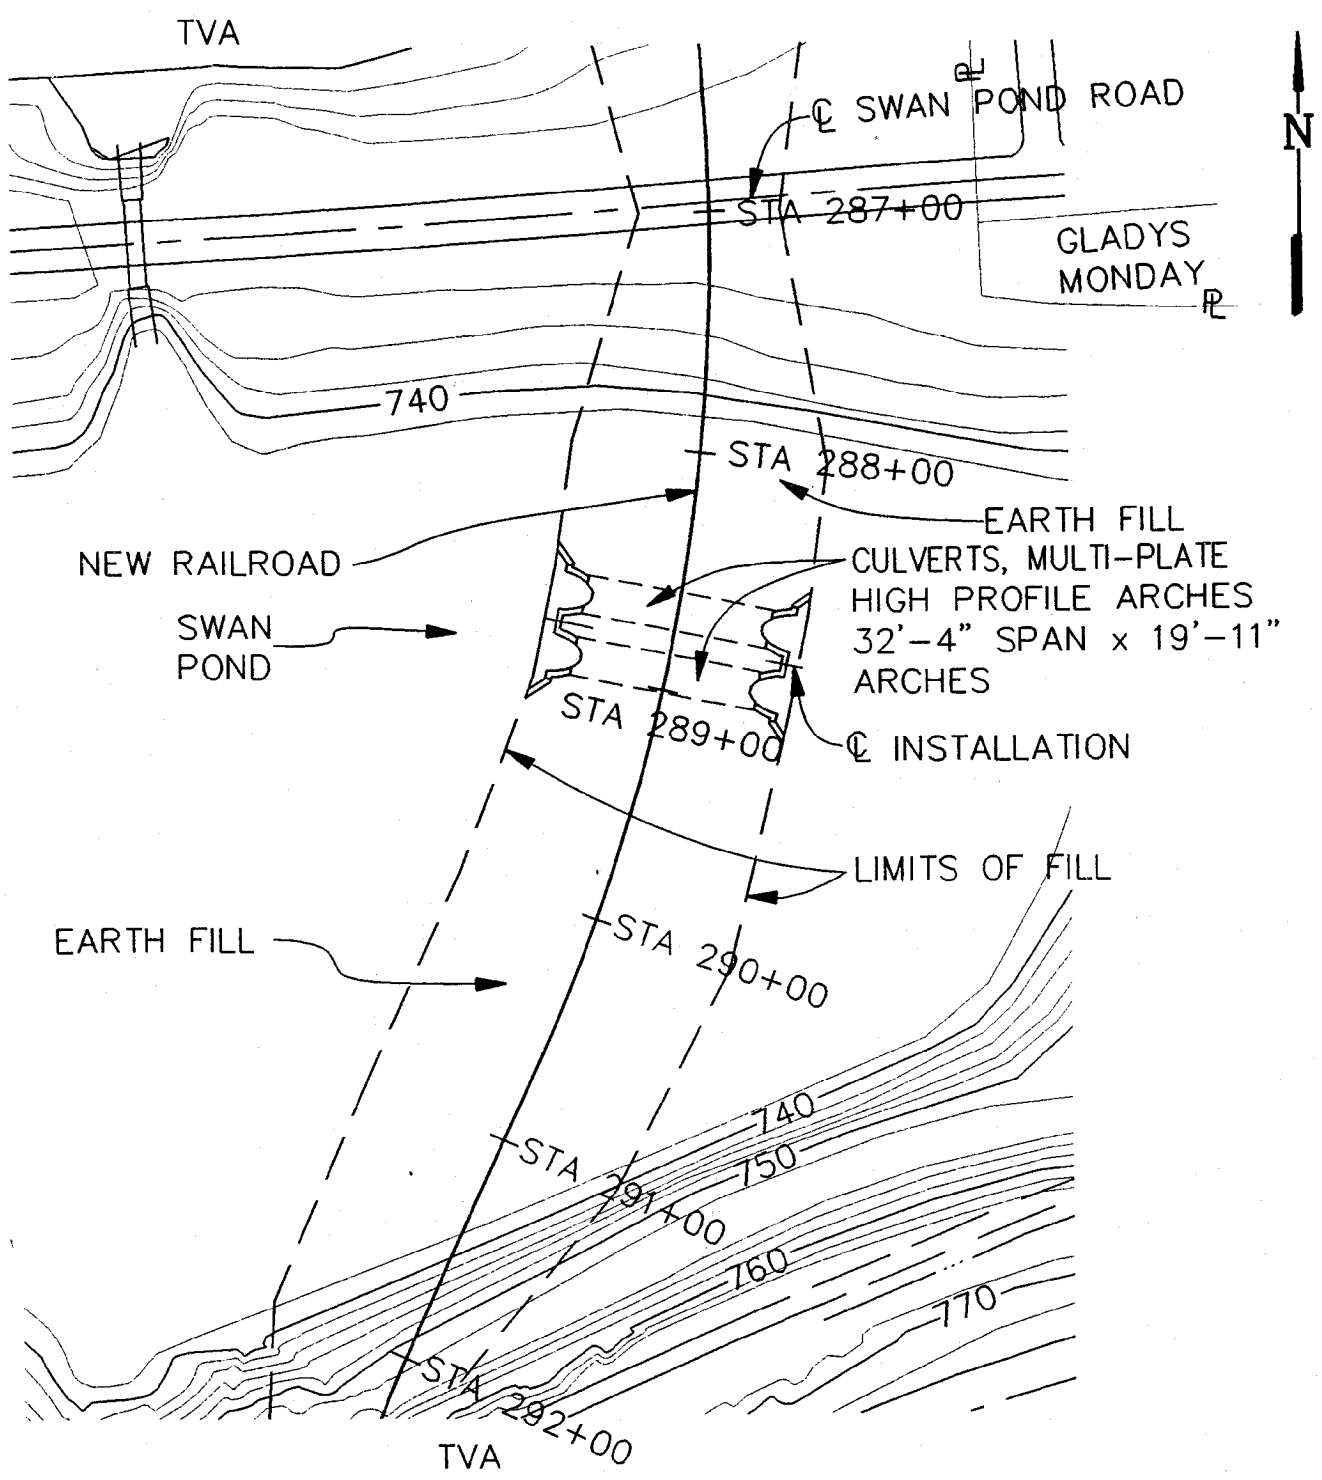 TVA
℄ SWAN POND ROAD
℗L
N
STA 287+00
GLADYS
MONDAY
℗L
740
STA 288+00
EARTH FILL
NEW RAILROAD
CULVERTS, MULTI-PLATE
HIGH PROFILE ARCHES
32'-4" SPAN x 19'-11"
ARCHES
SWAN
POND
STA 289+00
℄ INSTALLATION
LIMITS OF FILL
EARTH FILL
STA 290+00
740
750
STA 291+00
760
770
STA 292+00
TVA